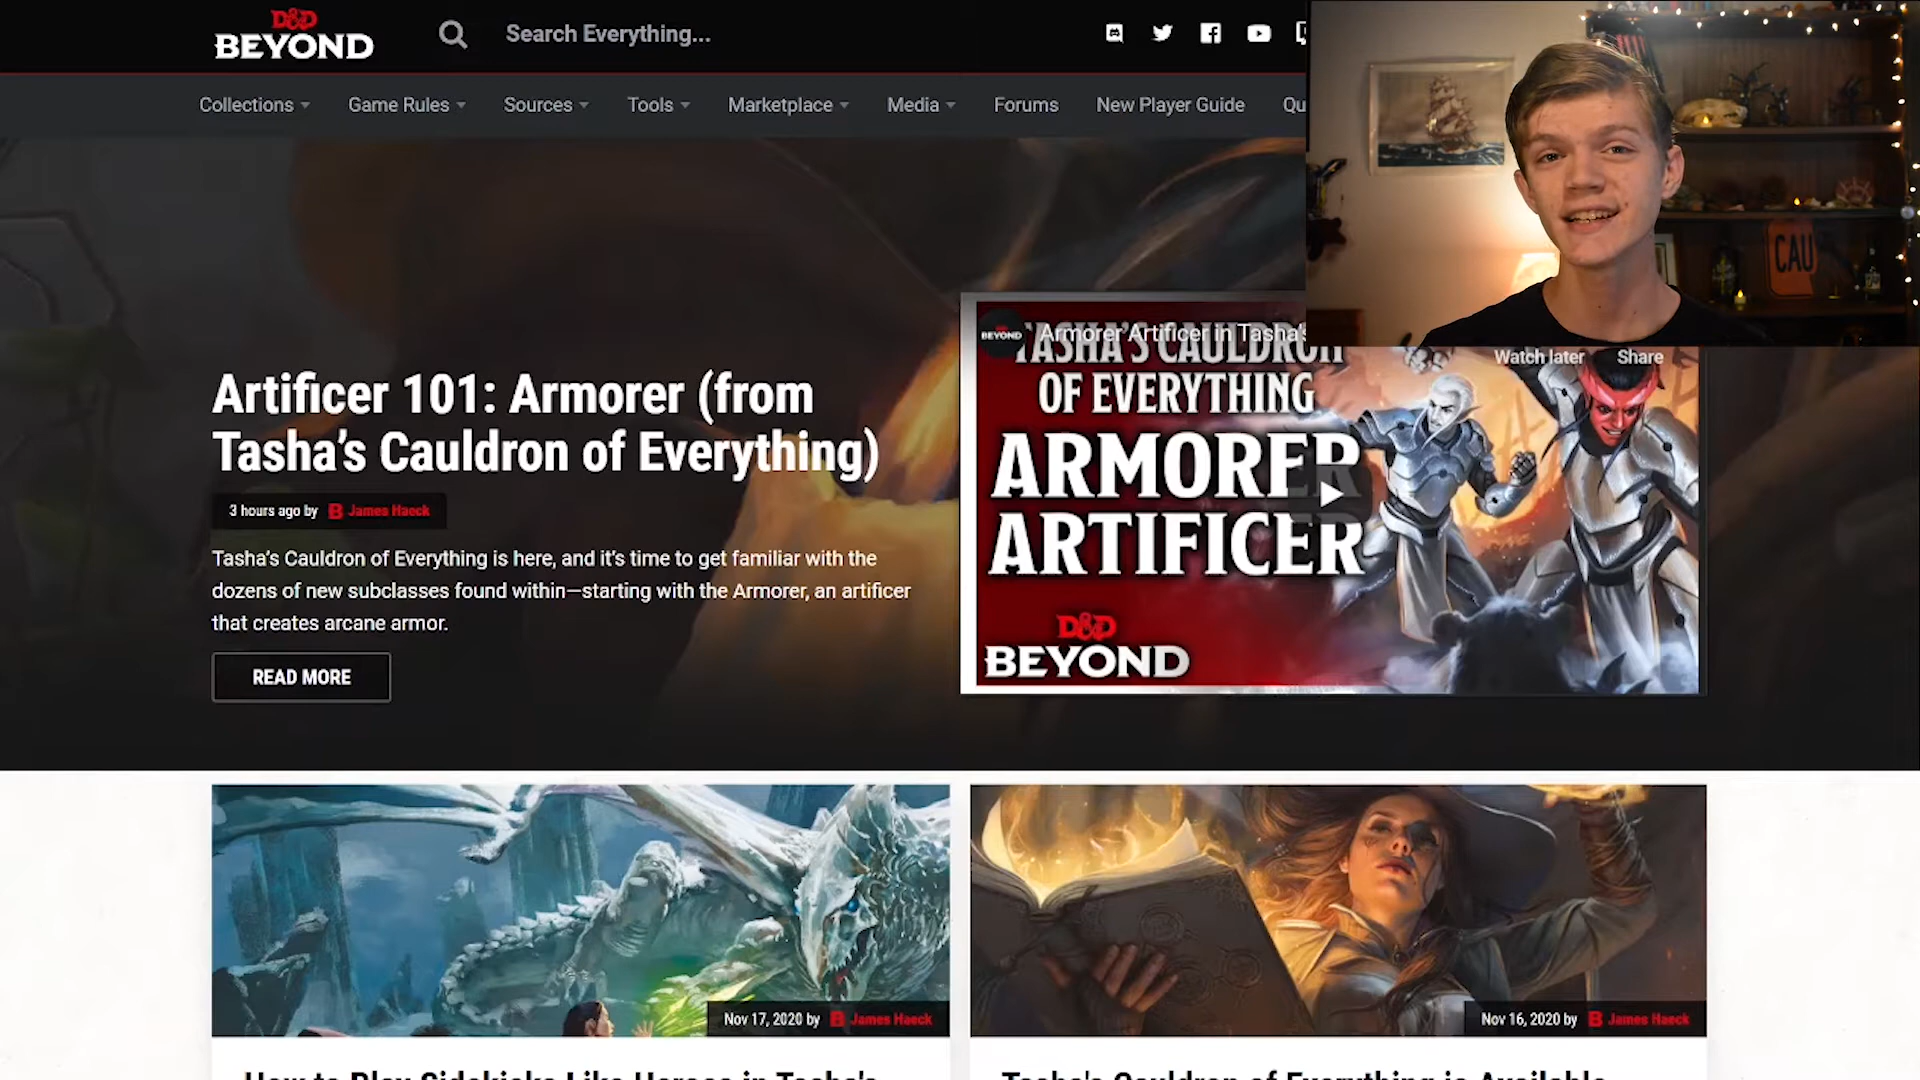 D&D
BEYOND
Search Everything...
Collections
Game Rules
Sources
Tools
Marketplace
Media
Forums
New Player Guide
Qu
CAU
Artificer 101: Armorer (from
Tasha's Cauldron of Everything)
3 hours ago by James Haeck
Tasha's Cauldron of Everything is here, and it's time to get familiar with the
dozens of new subclasses found within—starting with the Armorer, an artificer
that creates arcane armor.
READ MORE
BEYOND
Armorer Artificer in Tasha's
Watch later
Share
TASHA'S CAULDRON
OF EVERYTHING
ARMORER
ARTIFICER
D&D
BEYOND
Nov 17, 2020 by James Haeck
Nov 16, 2020 by James Haeck
How to Play Sidekicks Like Heroes in Tasha's
Tasha's Cauldron of Everything is Available